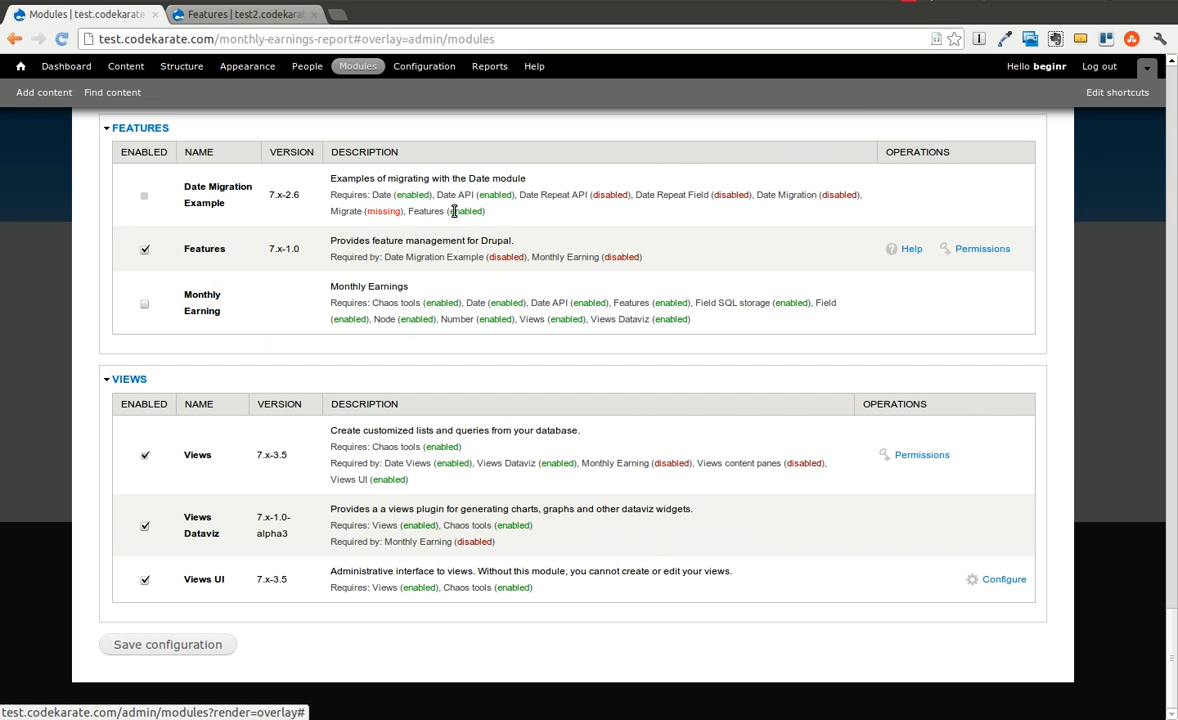 Modules | test.codekarate
Features | test2.codekarat
test.codekarate.com/monthly-earnings-report#overlay=admin/modules
Dashboard Content Structure Appearance People Modules Configuration Reports Help Hello beginr Log out
Add content Find content Edit shortcuts
FEATURES
ENABLED NAME VERSION DESCRIPTION OPERATIONS
Date Migration Example 7.x-2.6
Examples of migrating with the Date module
Requires: Date (enabled), Date API (enabled), Date Repeat API (disabled), Date Repeat Field (disabled), Date Migration (disabled),
Migrate (missing), Features (enabled)
Features 7.x-1.0
Provides feature management for Drupal.
Required by: Date Migration Example (disabled), Monthly Earning (disabled)
Help Permissions
Monthly Earning
Monthly Earnings
Requires: Chaos tools (enabled), Date (enabled), Date API (enabled), Features (enabled), Field SQL storage (enabled), Field
(enabled), Node (enabled), Number (enabled), Views (enabled), Views Dataviz (enabled)
VIEWS
ENABLED NAME VERSION DESCRIPTION OPERATIONS
Views 7.x-3.5
Create customized lists and queries from your database.
Requires: Chaos tools (enabled)
Required by: Date Views (enabled), Views Dataviz (enabled), Monthly Earning (disabled), Views content panes (disabled),
Views UI (enabled)
Permissions
Views Dataviz 7.x-1.0-alpha3
Provides a a views plugin for generating charts, graphs and other dataviz widgets.
Requires: Views (enabled), Chaos tools (enabled)
Required by: Monthly Earning (disabled)
Views UI 7.x-3.5
Administrative interface to views. Without this module, you cannot create or edit your views.
Requires: Views (enabled), Chaos tools (enabled)
Configure
Save configuration
test.codekarate.com/admin/modules?render=overlay#